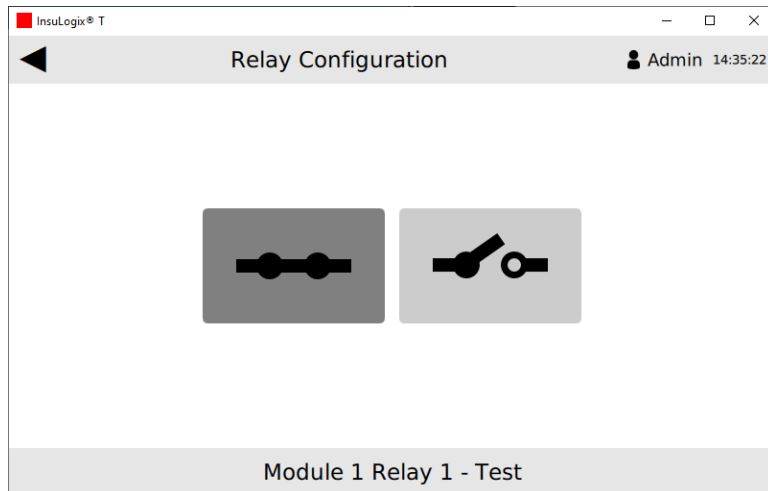 InsuLogix® T
Relay Configuration
Admin 14:35:22
Module 1 Relay 1 - Test